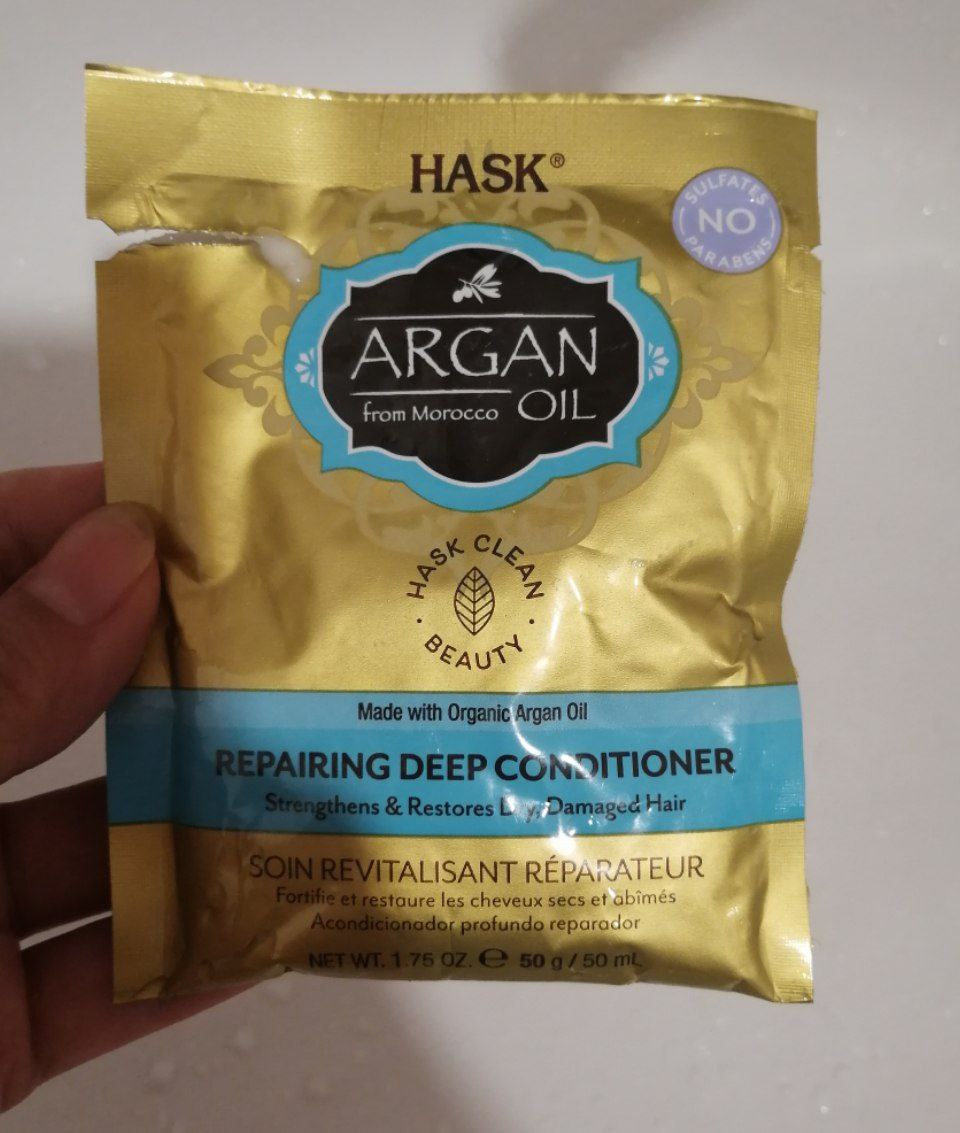 HASK®
SULFATES
NO
PARABENS
ARGAN
from Morocco OIL
HASK CLEAN
BEAUTY
Made with Organic Argan Oil
REPAIRING DEEP CONDITIONER
Strengthens & Restores Dry, Damaged Hair
SOIN REVITALISANT RÉPARATEUR
Fortifie et restaure les cheveux secs et abîmés
Acondicionador profundo reparador
NET WT. 1.75 OZ. ℮ 50 g / 50 mL